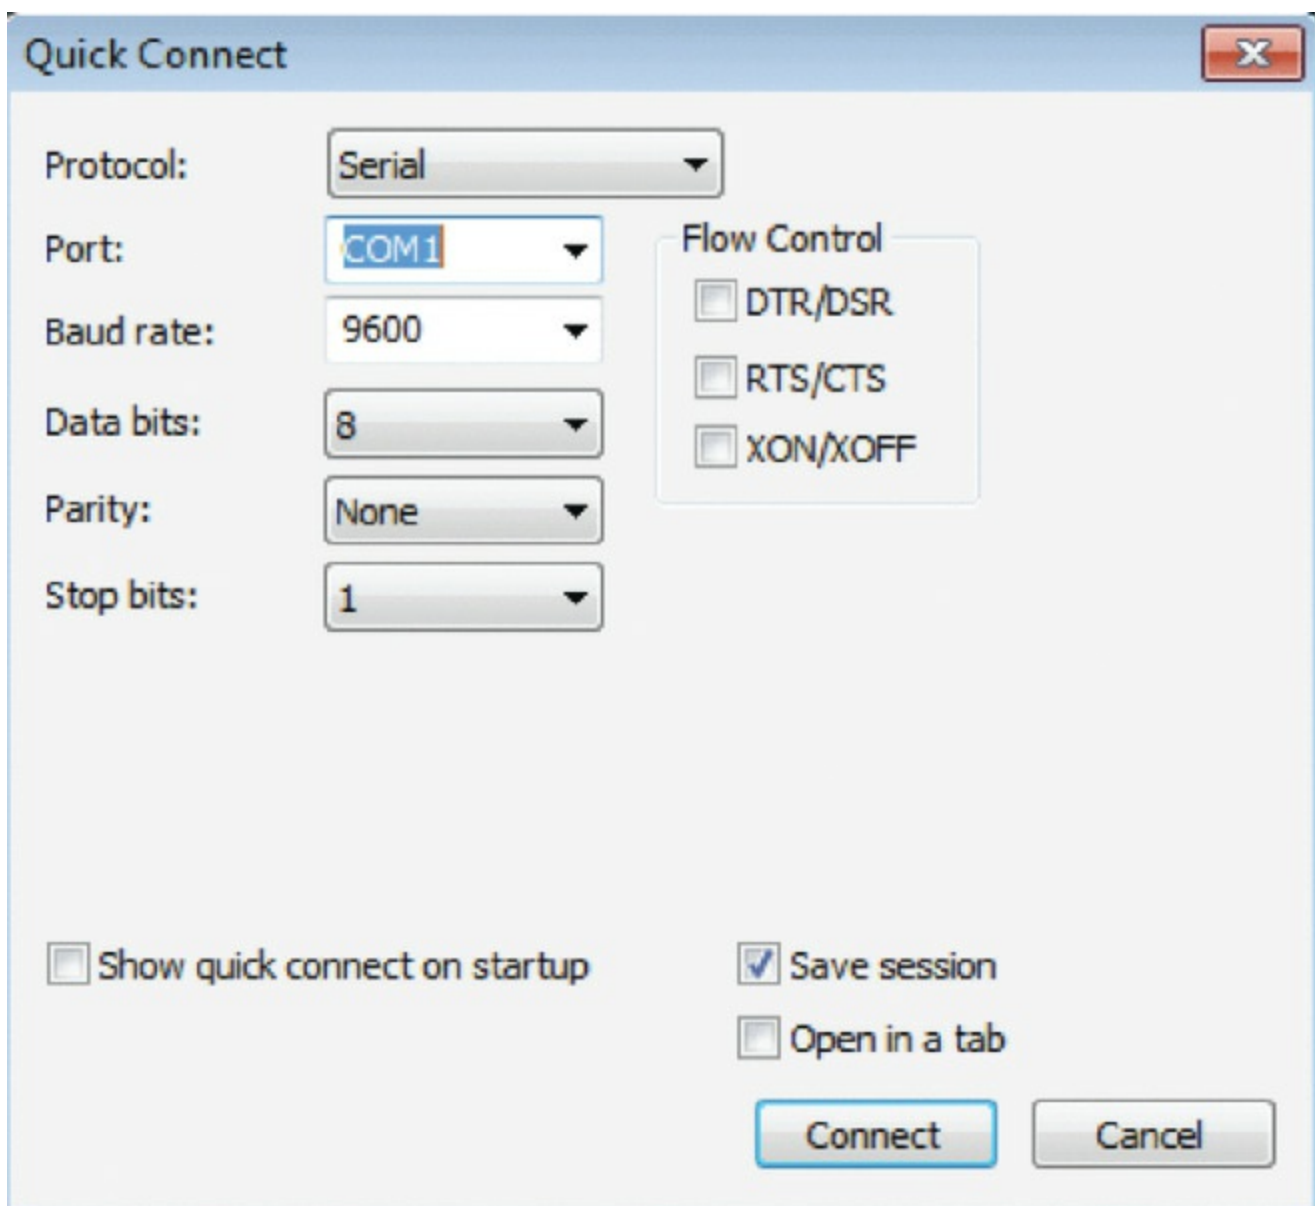 Quick Connect
Protocol: Serial
Port: COM1
Flow Control
Baud rate: 9600
DTR/DSR
RTS/CTS
XON/XOFF
Data bits: 8
Parity: None
Stop bits: 1
Show quick connect on startup
Save session
Open in a tab
Connect
Cancel